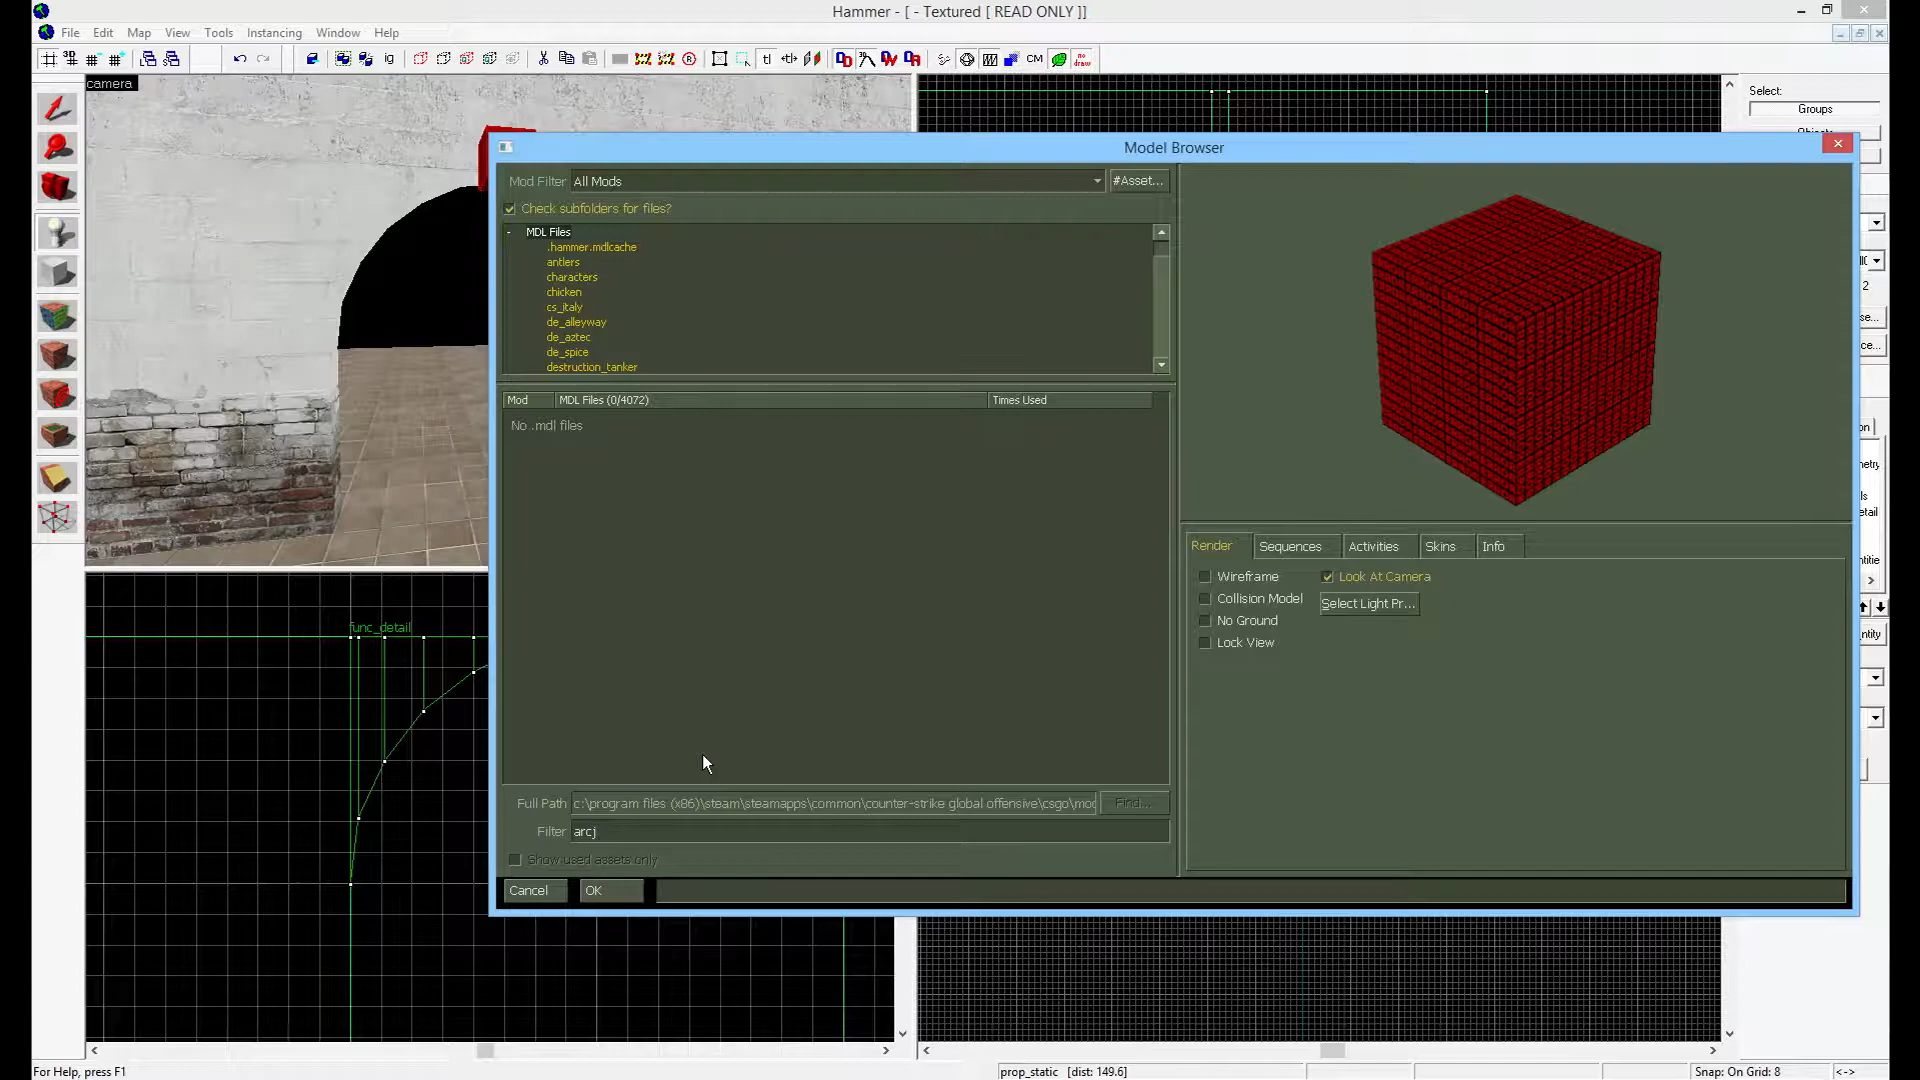 Hammer - [ - Textured [ READ ONLY ]]
File Edit Map View Tools Instancing Window Help
camera
Select:
Groups
Model Browser
Mod Filter All Mods #Asset...
Check subfolders for files?
- MDL Files
.hammer.mdlcache
antlers
characters
chicken
cs_italy
de_alleyway
de_aztec
de_spice
destruction_tanker
Mod MDL Files (0/4072) Times Used
No .mdl files
Render Sequences Activities Skins Info
Wireframe Look At Camera
Collision Model Select Light Pr...
No Ground
Lock View
func_detail
Full Path c:\program files (x86)\steam\steamapps\common\counter-strike global offensive\csgo\mod Find...
Filter arcj
Show used assets only
Cancel OK
For Help, press F1 prop_static [dist: 149.6] Snap: On Grid: 8 <->